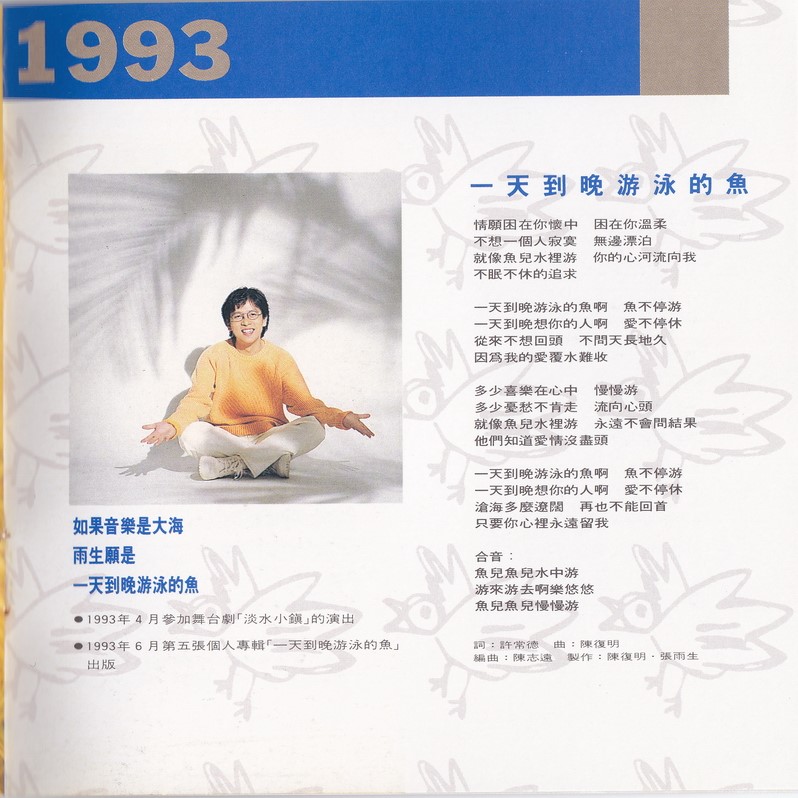 1993
一天到晚游泳的魚
情願困在你懷中　困在你溫柔
不想一個人寂寞　無邊漂泊
就像魚兒水裡游　你的心河流向我
不眠不休的追求
一天到晚游泳的魚啊　魚不停游
一天到晚想你的人啊　愛不停休
從來不想回頭　不問天長地久
因爲我的愛覆水難收
多少喜樂在心中　慢慢游
多少憂愁不肯走　流向心頭
就像魚兒水裡游　永遠不會問結果
他們知道愛情沒盡頭
一天到晚游泳的魚啊　魚不停游
一天到晚想你的人啊　愛不停休
滄海多麼遼闊　再也不能回首
只要你心裡永遠留我
合音：
魚兒魚兒水中游
游來游去啊樂悠悠
魚兒魚兒慢慢游
詞：許常德　曲：陳復明
編曲：陳志遠　製作：陳復明・張雨生
如果音樂是大海
雨生願是
一天到晚游泳的魚
●1993年 4 月參加舞台劇「淡水小鎮」的演出
●1993年 6 月第五張個人專輯「一天到晚游泳的魚」
出版